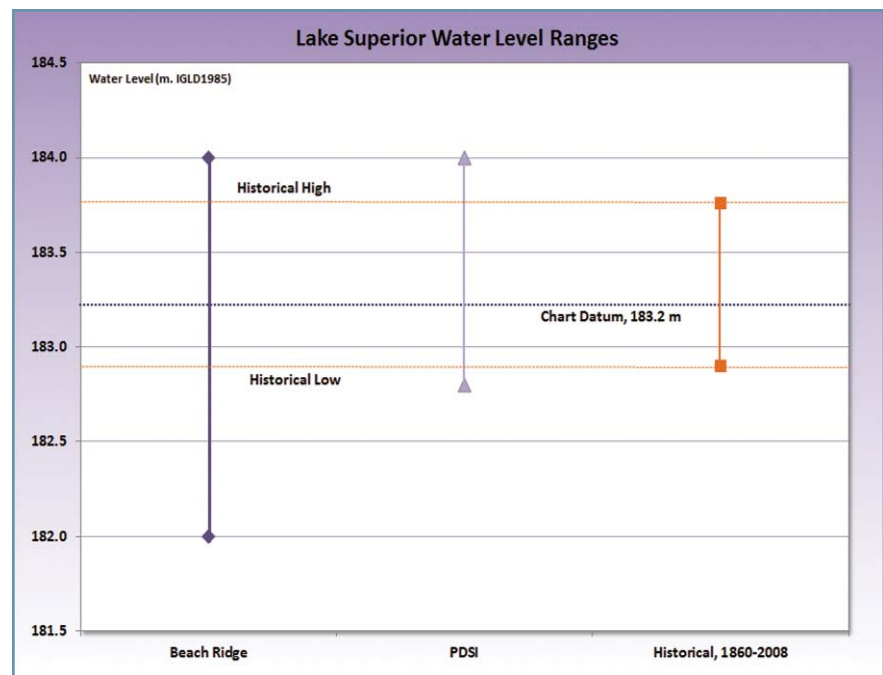 Lake Superior Water Level Ranges
184.5
Water Level (m. IGLD1985)
184.0
Historical High
183.5
Chart Datum, 183.2 m
183.0
Historical Low
182.5
182.0
181.5
Beach Ridge
PDSI
Historical, 1860-2008